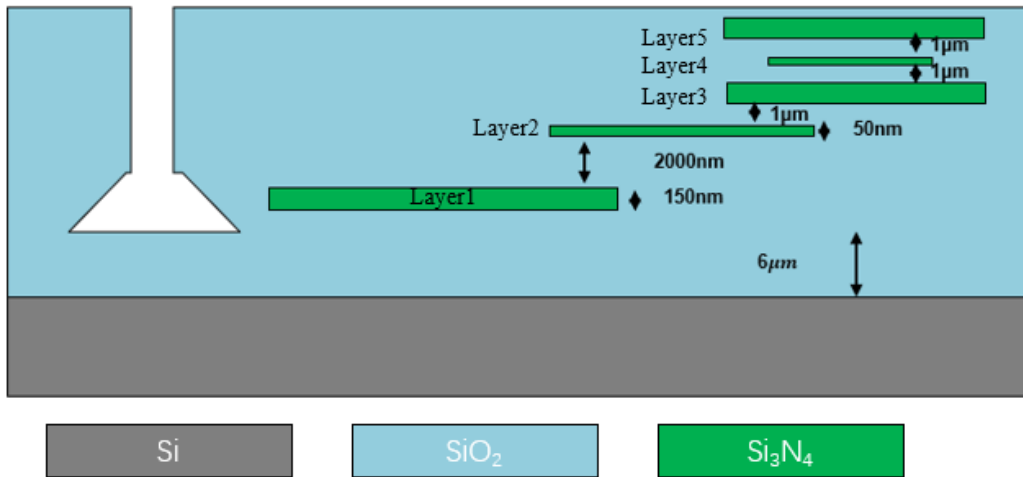 Layer5
1μm
Layer4
1μm
Layer3
1μm
Layer2
50nm
2000nm
Layer1
150nm
6μm
Si
SiO₂
Si₃N₄